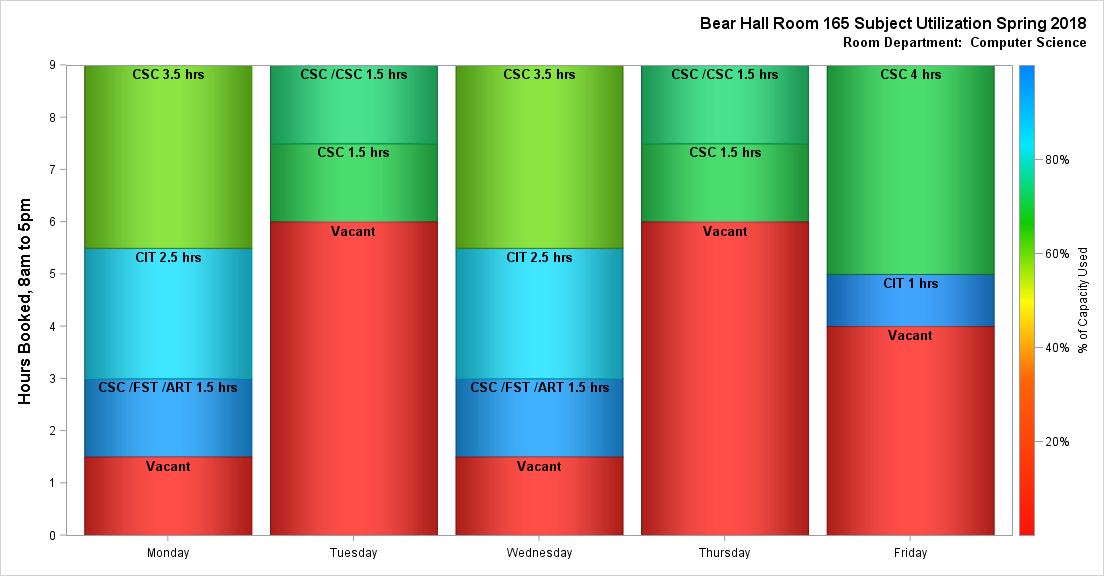 Bear Hall Room 165 Subject Utilization Spring 2018
Room Department:  Computer Science
Hours Booked, 8am to 5pm
9
8
7
6
5
4
3
2
1
0
CSC 3.5 hrs
CIT 2.5 hrs
CSC /FST /ART 1.5 hrs
Vacant
Monday
CSC /CSC 1.5 hrs
CSC 1.5 hrs
Vacant
Tuesday
CSC 3.5 hrs
CIT 2.5 hrs
CSC /FST /ART 1.5 hrs
Vacant
Wednesday
CSC /CSC 1.5 hrs
CSC 1.5 hrs
Vacant
Thursday
CSC 4 hrs
CIT 1 hrs
Vacant
Friday
80%
60%
40%
20%
% of Capacity Used